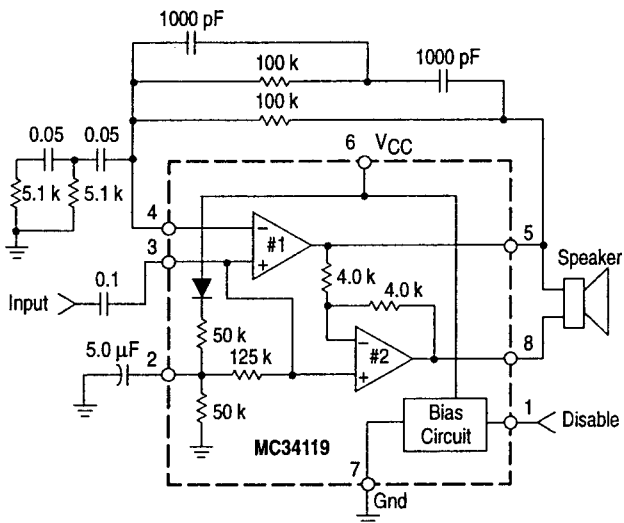 1000 pF
1000 pF
100 k
100 k
0.05 0.05
6 VCC
5.1 k 5.1 k
4
#1
5
3
Speaker
4.0 k
4.0 k
0.1
Input
50 k
#2
8
5.0 µF
2
125 k
50 k
Bias
Circuit
1
Disable
MC34119
7
Gnd
− + − +